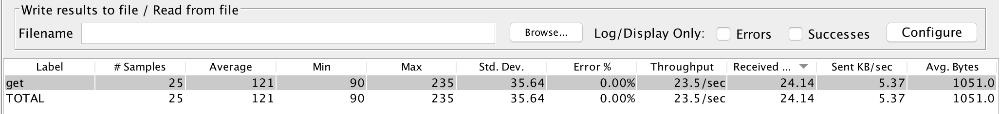 Write results to file / Read from file
Filename Browse... Log/Display Only: Errors Successes Configure
Label # Samples Average Min Max Std. Dev. Error % Throughput Received ... Sent KB/sec Avg. Bytes
get 25 121 90 235 35.64 0.00% 23.5/sec 24.14 5.37 1051.0
TOTAL 25 121 90 235 35.64 0.00% 23.5/sec 24.14 5.37 1051.0